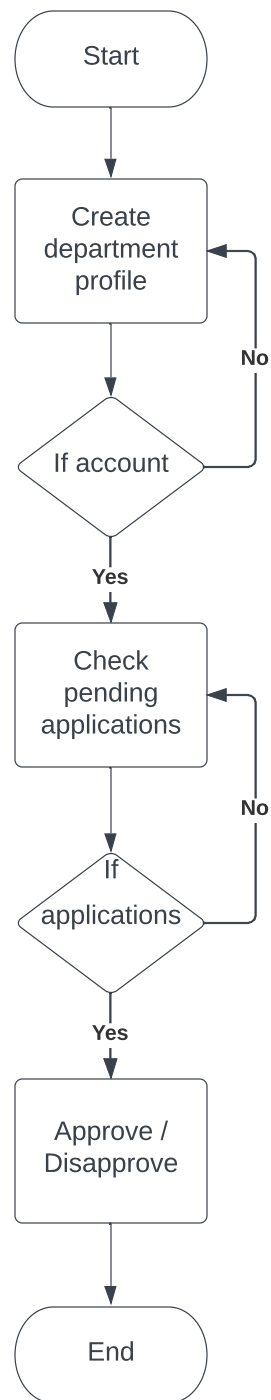 Start
Create
department
profile
No
If account
Yes
Check
pending
applications
No
If
applications
Yes
Approve /
Disapprove
End